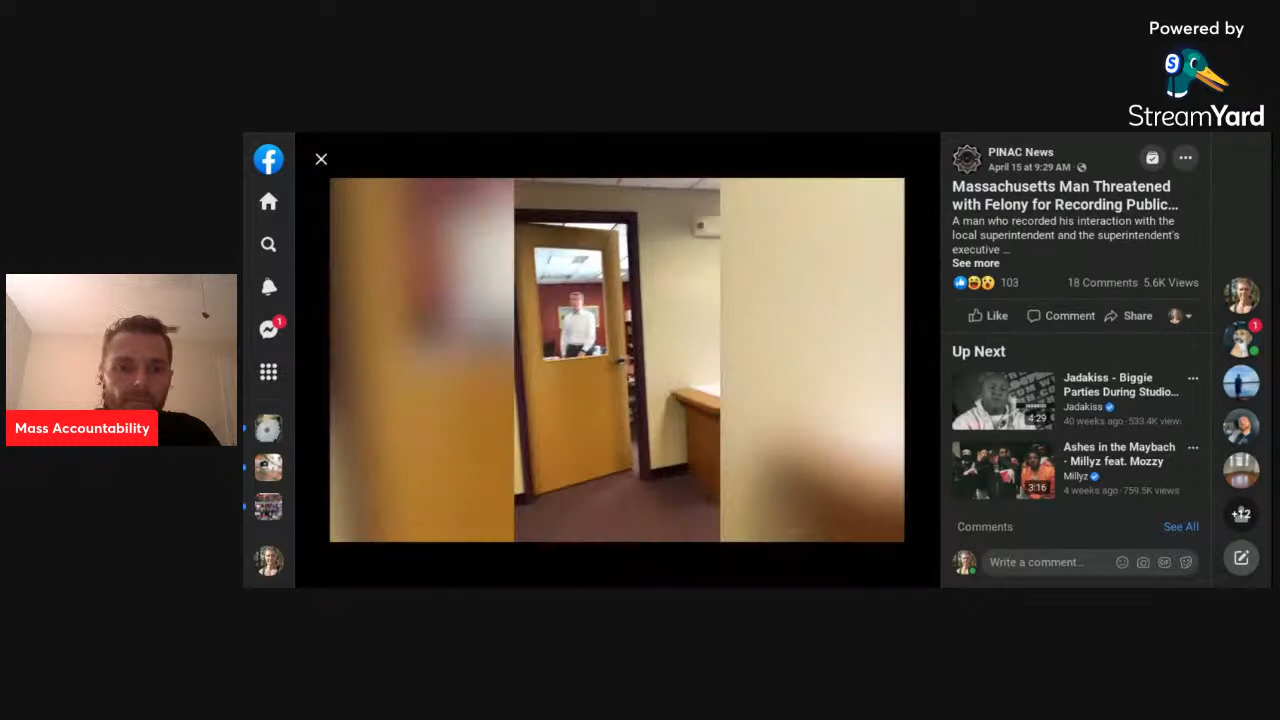 Powered by
S
StreamYard
PINAC News
April 15 at 9:29 AM ·
Massachusetts Man Threatened
with Felony for Recording Public...
A man who recorded his interaction with the
local superintendent and the superintendent's
executive ...
See more
103
18 Comments 5.6K Views
Like
Comment
Share
Up Next
Jadakiss - Biggie
Parties During Studio...
Jadakiss
40 weeks ago · 533.4K views
4:29
Ashes in the Maybach
· Millyz feat. Mozzy
Millyz
4 weeks ago · 759.5K views
3:16
Comments
See All
Write a comment...
GIF
1
1
+12
Mass Accountability